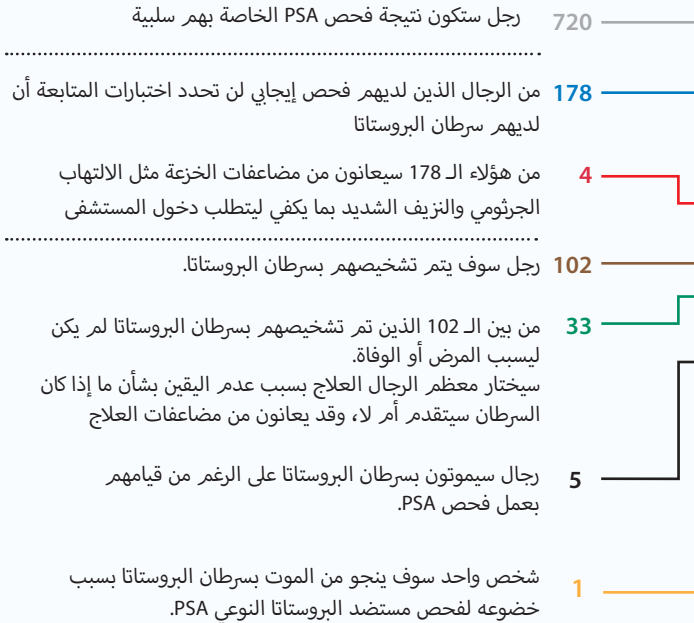 720 رجل ستكون نتيجة فحص PSA الخاصة بهم سلبية
178 من الرجال الذين لديهم فحص إيجابي لن تحدد اختبارات المتابعة أن
لديهم سرطان البروستاتا
4 من هؤلاء الـ 178 سيعانون من مضاعفات الخزعة مثل الالتهاب
الجرثومي والنزيف الشديد بما يكفي ليتطلب دخول المستشفى
102 رجل سوف يتم تشخيصهم بسرطان البروستاتا.
33 من بين الـ 102 الذين تم تشخيصهم بسرطان البروستاتا لم يكن
ليسبب المرض أو الوفاة.
سيختار معظم الرجال العلاج بسبب عدم اليقين بشأن ما إذا كان
السرطان سيتقدم أم لا، وقد يعانون من مضاعفات العلاج
5 رجال سيموتون بسرطان البروستاتا على الرغم من قيامهم
بعمل فحص PSA.
1 شخص واحد سوف ينجو من الموت بسرطان البروستاتا بسبب
خضوعه لفحص مستضد البروستاتا النوعي PSA.